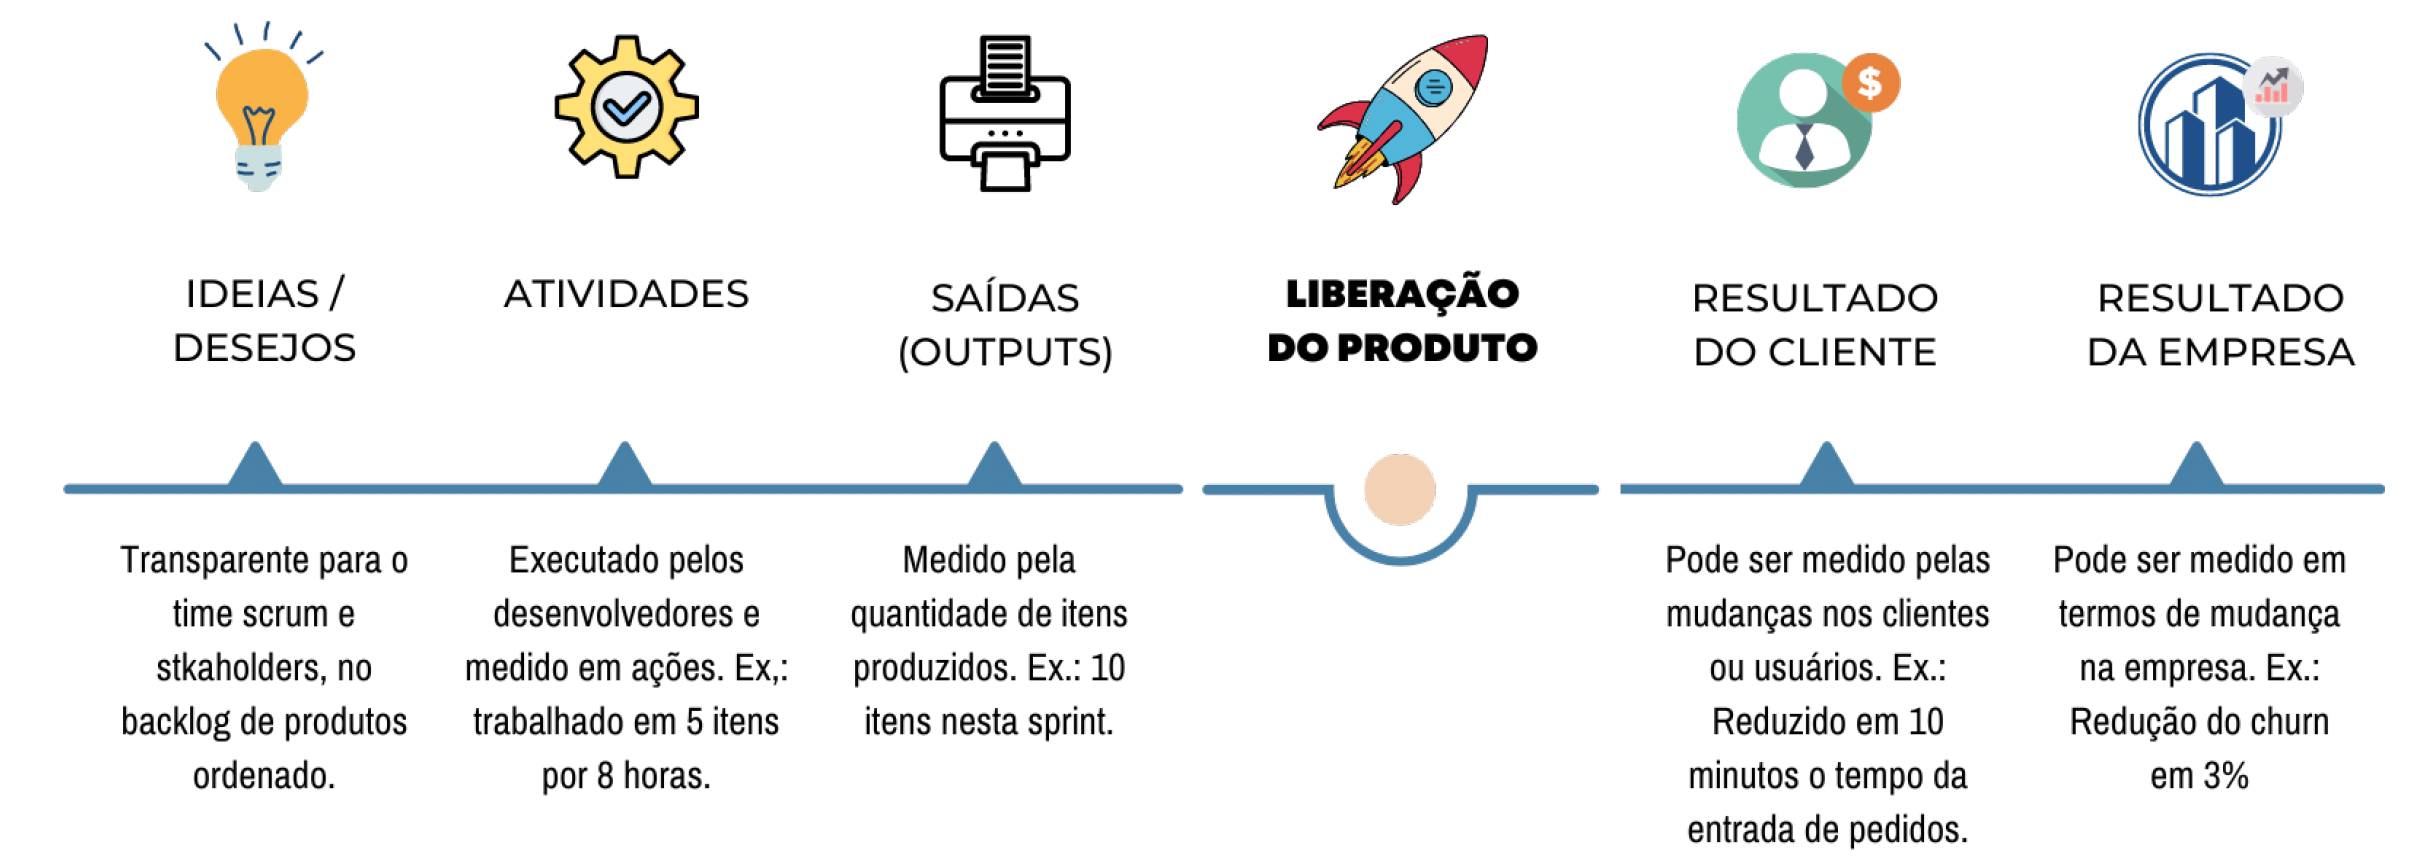 IDEIAS /
DESEJOS
ATIVIDADES
SAÍDAS
(OUTPUTS)
LIBERAÇÃO
DO PRODUTO
RESULTADO
DO CLIENTE
RESULTADO
DA EMPRESA
Transparente para o
time scrum e
stkaholders, no
backlog de produtos
ordenado.
Executado pelos
desenvolvedores e
medido em ações. Ex,:
trabalhado em 5 itens
por 8 horas.
Medido pela
quantidade de itens
produzidos. Ex.: 10
itens nesta sprint.
Pode ser medido pelas
mudanças nos clientes
ou usuários. Ex.:
Reduzido em 10
minutos o tempo da
entrada de pedidos.
Pode ser medido em
termos de mudança
na empresa. Ex.:
Redução do churn
em 3%